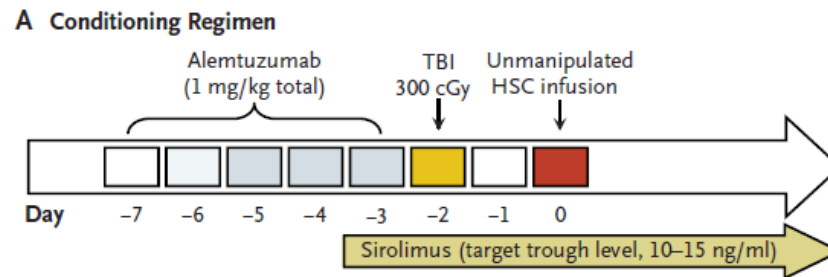 A Conditioning Regimen
Alemtuzumab
(1 mg/kg total)
TBI
300 cGy
Unmanipulated
HSC infusion
Day −7 −6 −5 −4 −3 −2 −1 0
Sirolimus (target trough level, 10–15 ng/ml)